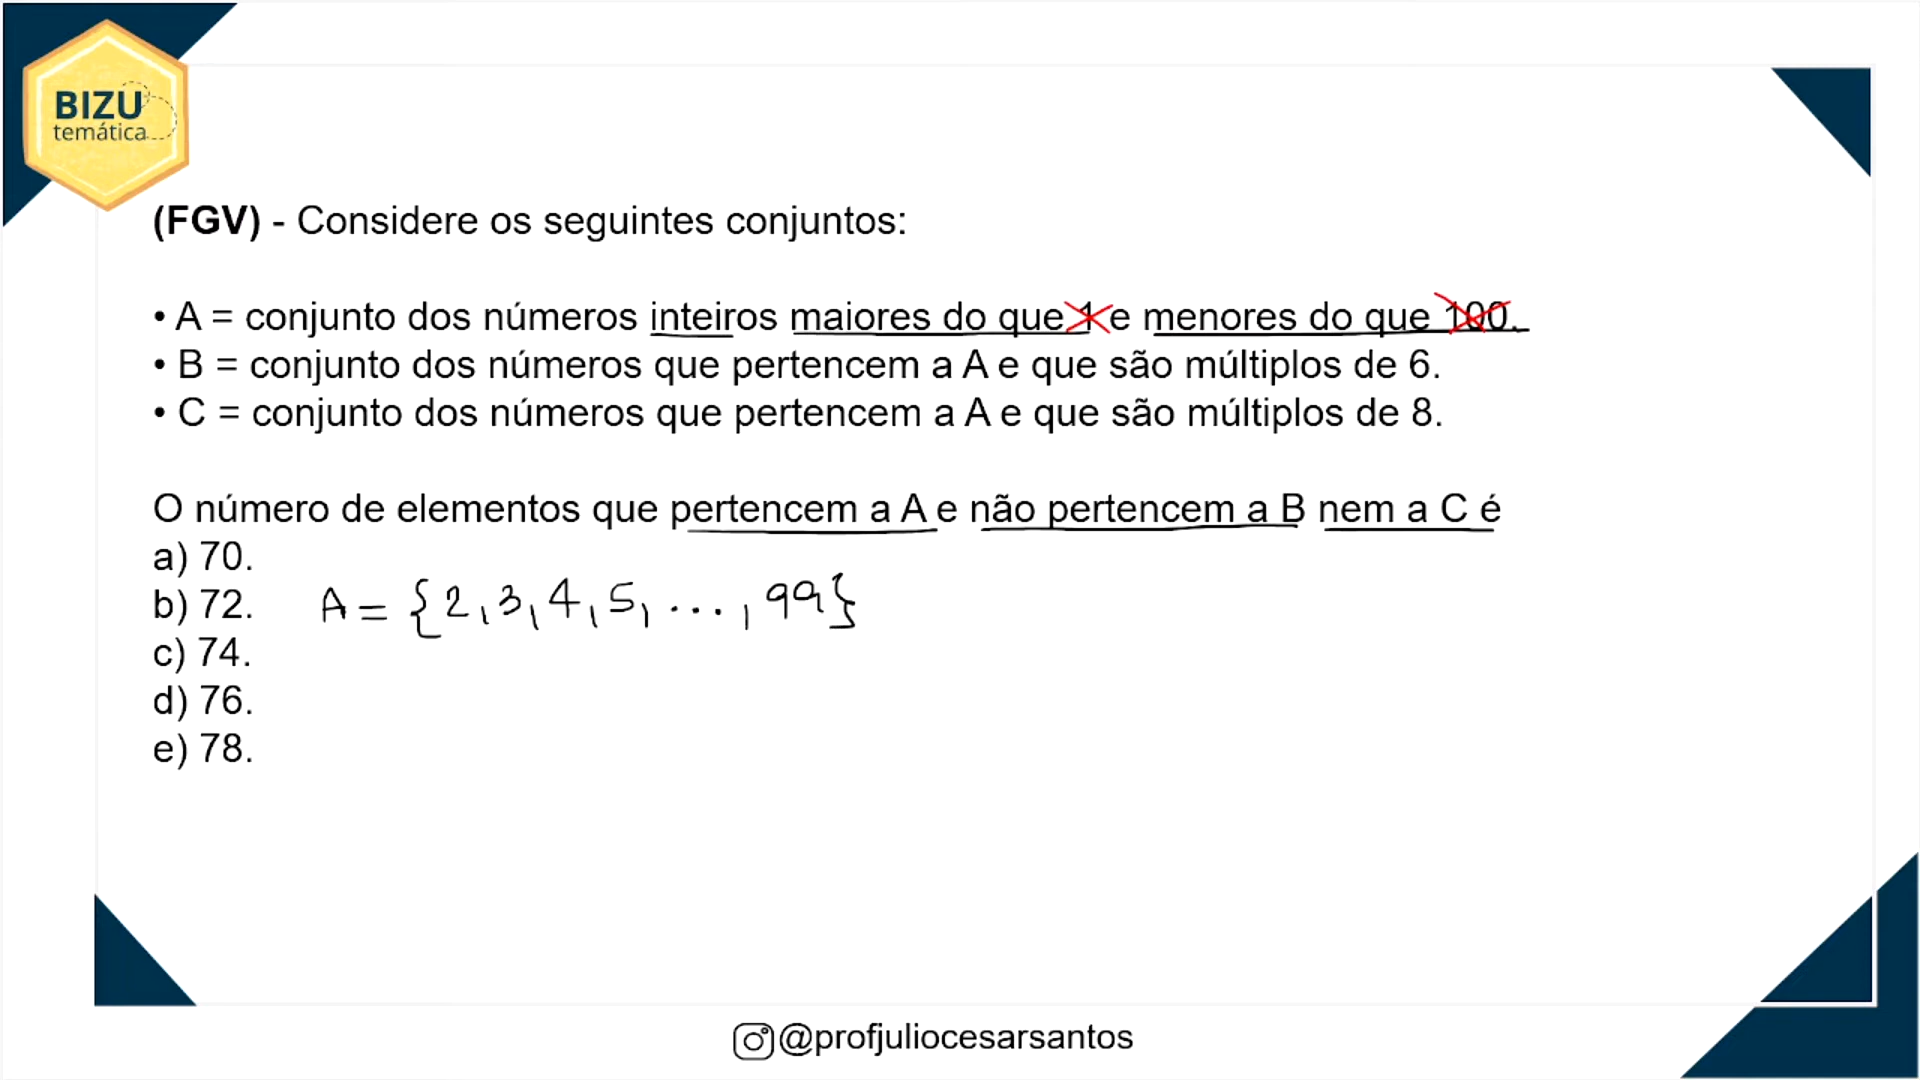 BIZU
temática
(FGV) - Considere os seguintes conjuntos:
• A = conjunto dos números inteiros maiores do que 1 e menores do que 100.
• B = conjunto dos números que pertencem a A e que são múltiplos de 6.
• C = conjunto dos números que pertencem a A e que são múltiplos de 8.
O número de elementos que pertencem a A e não pertencem a B nem a C é
a) 70.
b) 72.
A = {2, 3, 4, 5, ..., 99}
c) 74.
d) 76.
e) 78.
@profjuliocesarsantos